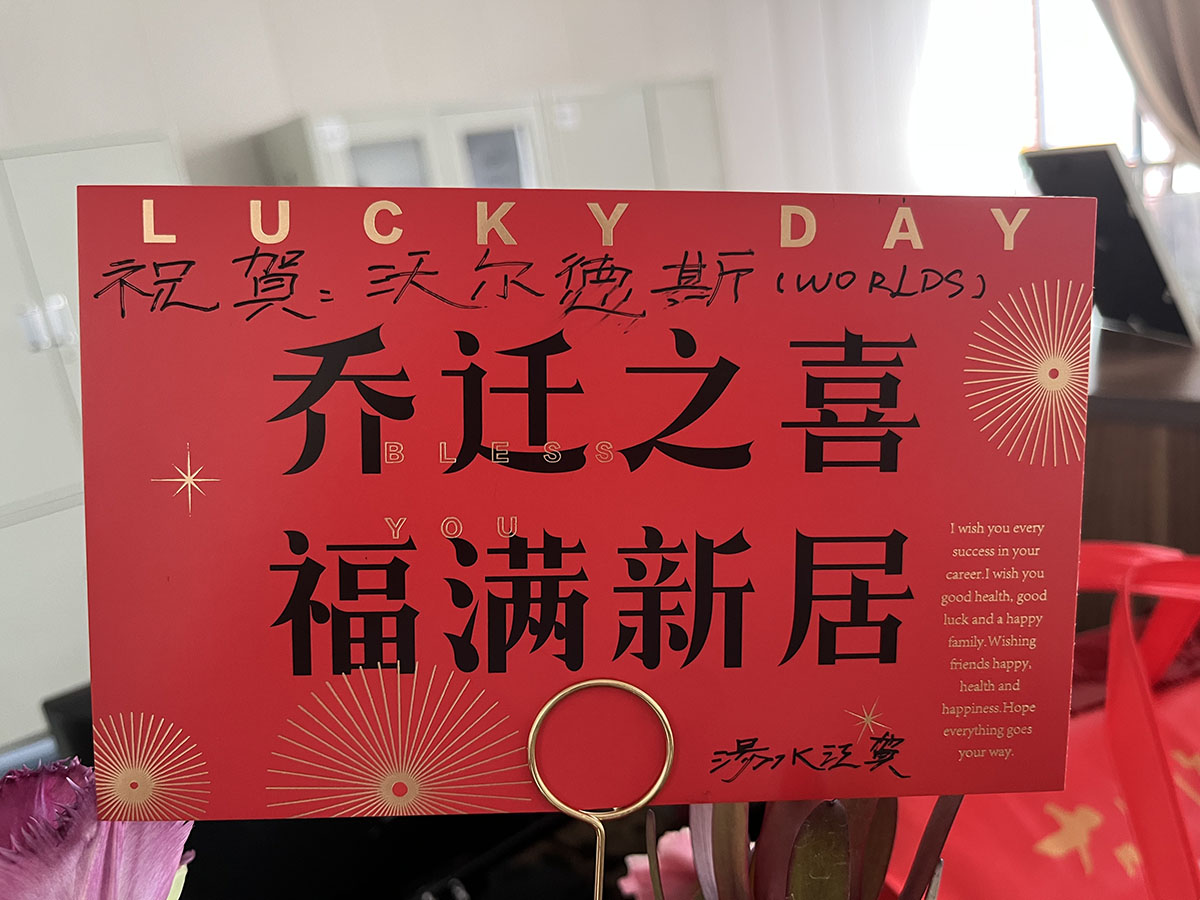 LUCKY DAY
祝賀：沃尔德斯（WORLDS）
乔迁之喜
BLESS
YOU
福满新居
I wish you every
success in your
career.I wish you
good health, good
luck and a happy
family.Wishing
friends happy,
health and
happiness.Hope
everything goes
your way.
賀